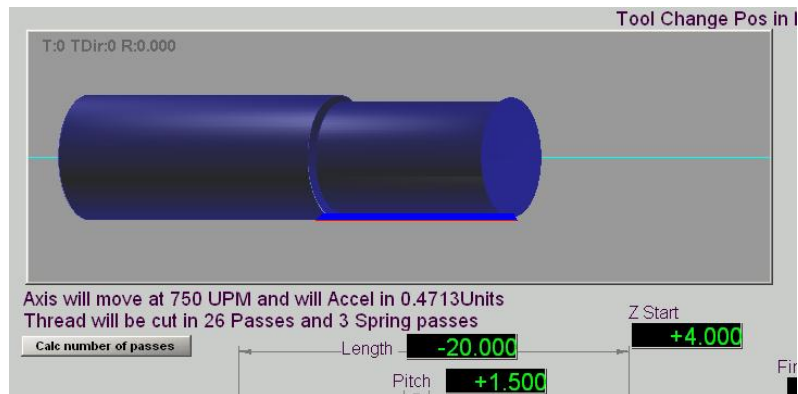 Tool Change Pos in
T:0 TDir:0 R:0.000
Axis will move at 750 UPM and will Accel in 0.4713Units
Thread will be cut in 26 Passes and 3 Spring passes
Z Start
+4.000
Calc number of passes
Length
-20.000
Pitch
+1.500